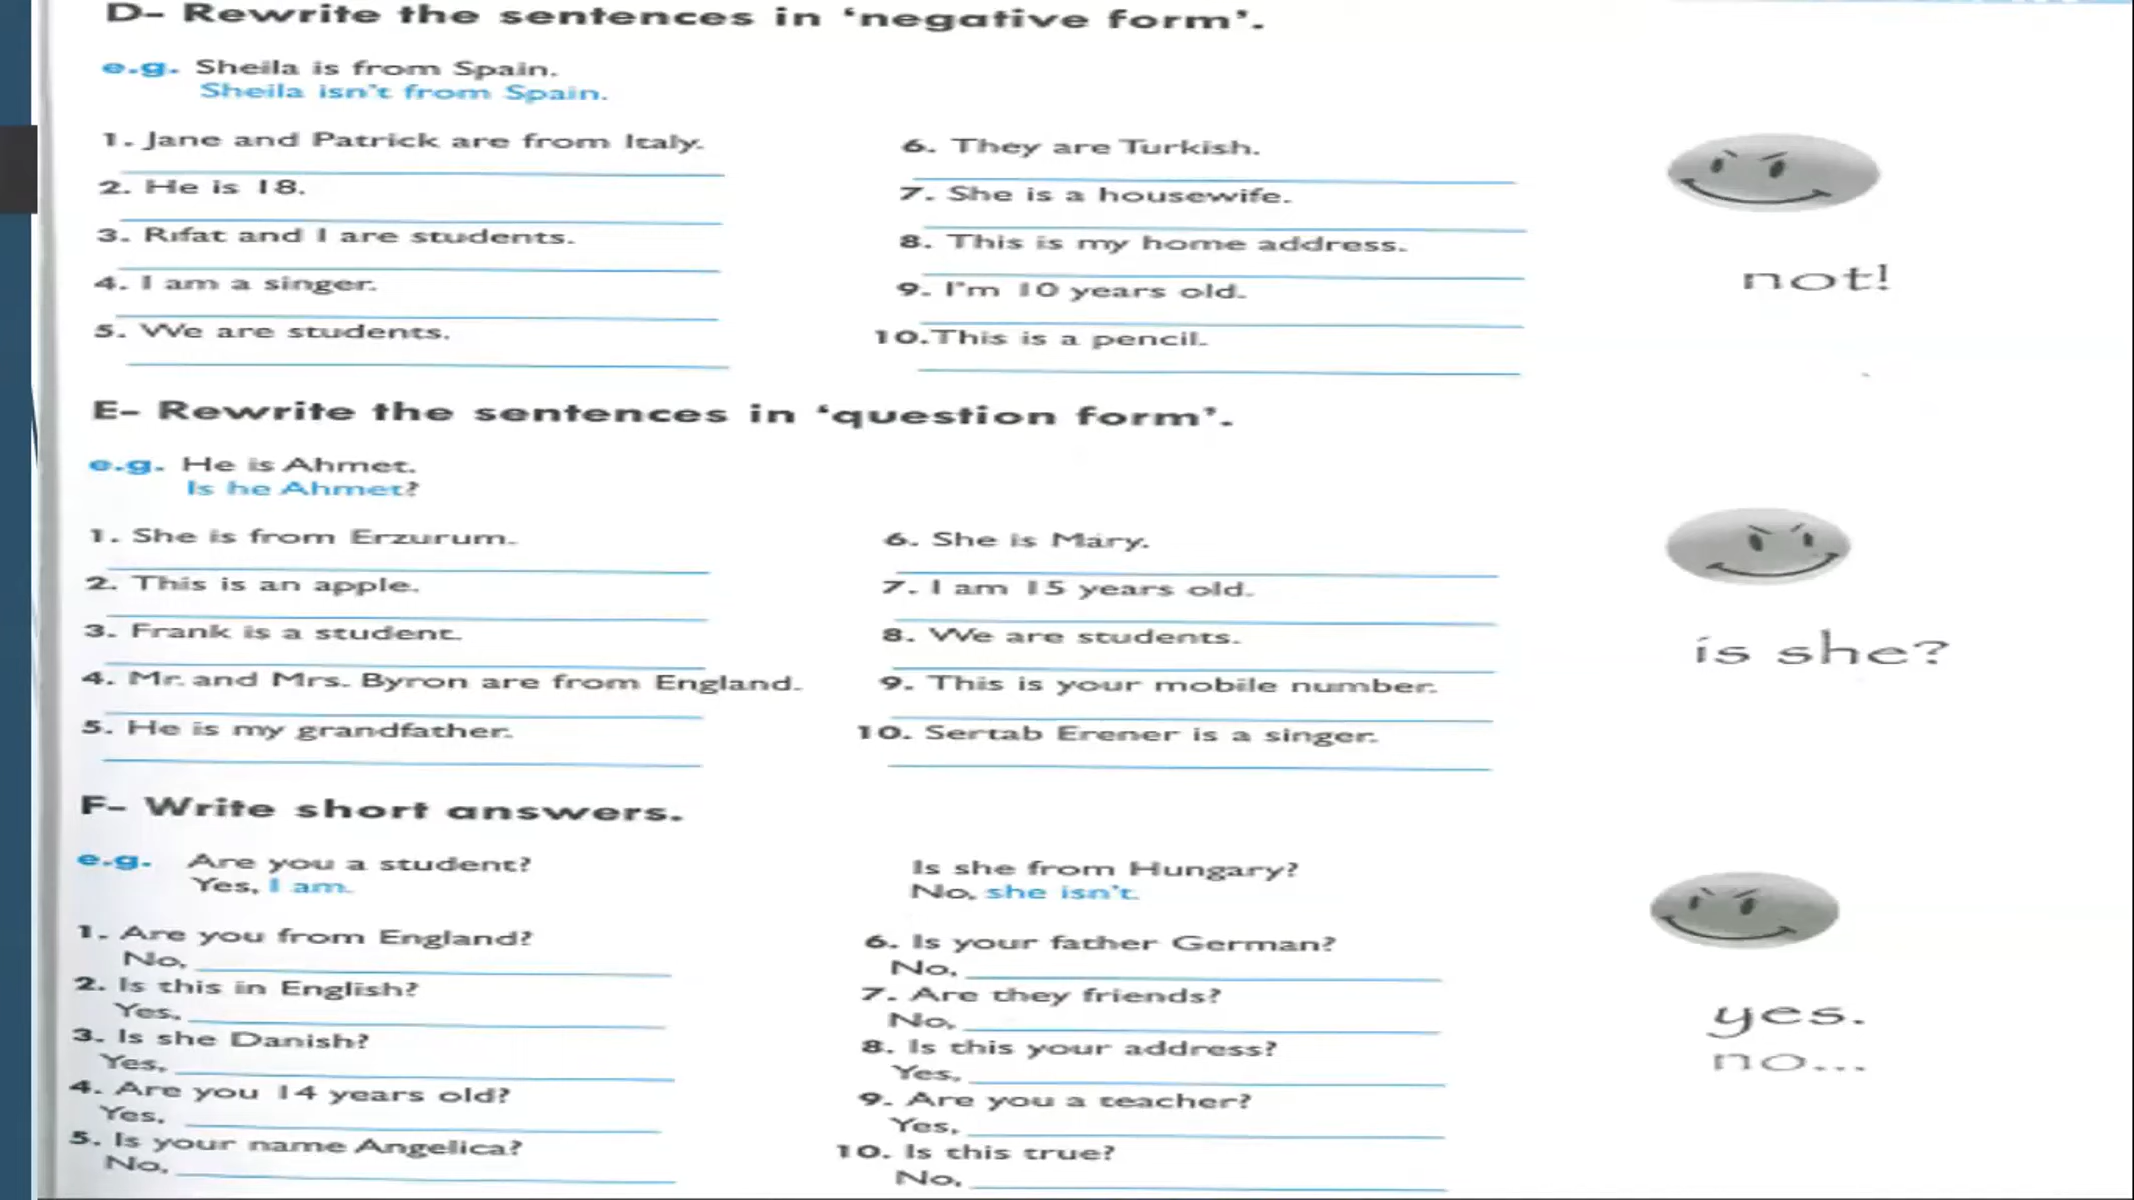 D– Rewrite the sentences in ‘negative form’.
e.g. Sheila is from Spain.
Sheila isn't from Spain.
1. Jane and Patrick are from Italy.
2. He is 18.
3. Rıfat and I are students.
4. I am a singer.
5. We are students.
6. They are Turkish.
7. She is a housewife.
8. This is my home address.
9. I'm 10 years old.
10. This is a pencil.
not!
E– Rewrite the sentences in ‘question form’.
e.g. He is Ahmet.
Is he Ahmet?
1. She is from Erzurum.
2. This is an apple.
3. Frank is a student.
4. Mr. and Mrs. Byron are from England.
5. He is my grandfather.
6. She is Mary.
7. I am 15 years old.
8. We are students.
9. This is your mobile number.
10. Sertab Erener is a singer.
is she?
F– Write short answers.
e.g. Are you a student?
Yes, I am.
Is she from Hungary?
No, she isn't.
1. Are you from England?
No,
2. Is this in English?
Yes,
3. Is she Danish?
Yes,
4. Are you 14 years old?
Yes,
5. Is your name Angelica?
No,
6. Is your father German?
No,
7. Are they friends?
No,
8. Is this your address?
Yes,
9. Are you a teacher?
Yes,
10. Is this true?
No,
yes.
no...